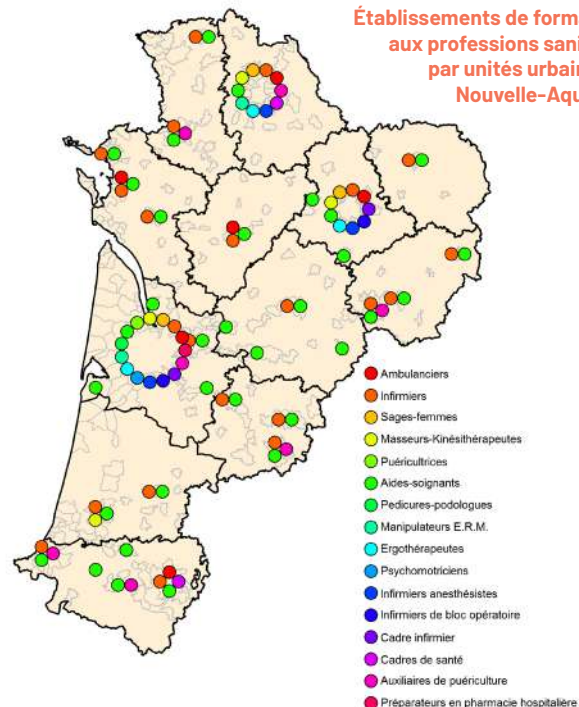 Établissements de form
aux professions sani
par unités urbain
Nouvelle-Aqu
Ambulanciers
Infirmiers
Sages-femmes
Masseurs-Kinésithérapeutes
Puéricultrices
Aides-soignants
Pedicures-podologues
Manipulateurs E.R.M.
Ergothérapeutes
Psychomotriciens
Infirmiers anesthésistes
Infirmiers de bloc opératoire
Cadre infirmier
Cadres de santé
Auxiliaires de puériculture
Préparateurs en pharmacie hospitalière